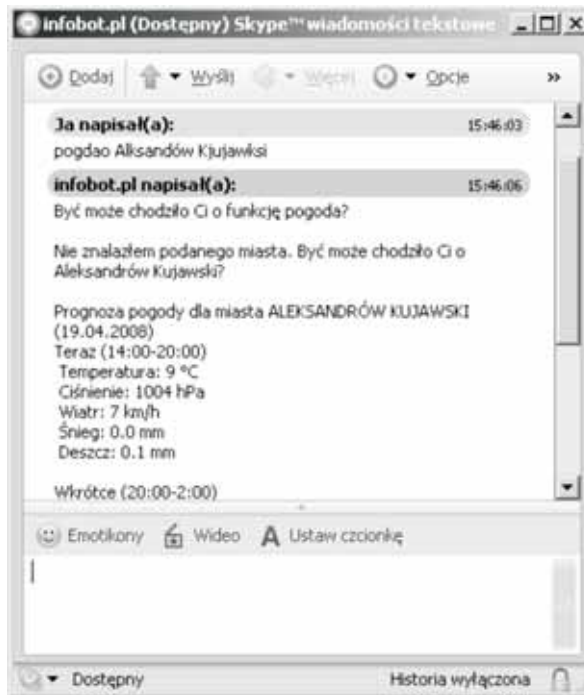 infobot.pl (Dostępny) Skype™ wiadomości tekstowe
Dodaj Wyślij Więcej Opcje »
Ja napisał(a): 15:46:03
pogdao Alksandów Kjujawksi
infobot.pl napisał(a): 15:46:06
Być może chodziło Ci o funkcję pogoda?
Nie znalazłem podanego miasta. Być może chodziło Ci o
Aleksandrów Kujawski?
Prognoza pogody dla miasta ALEKSANDRÓW KUJAWSKI
(19.04.2008)
Teraz (14:00-20:00)
Temperatura: 9 °C
Ciśnienie: 1004 hPa
Wiatr: 7 km/h
Śnieg: 0.0 mm
Deszcz: 0.1 mm
Wkrótce (20:00-2:00)
Emotikony Wideo A Ustaw czcionkę
Dostępny Historia wyłączona